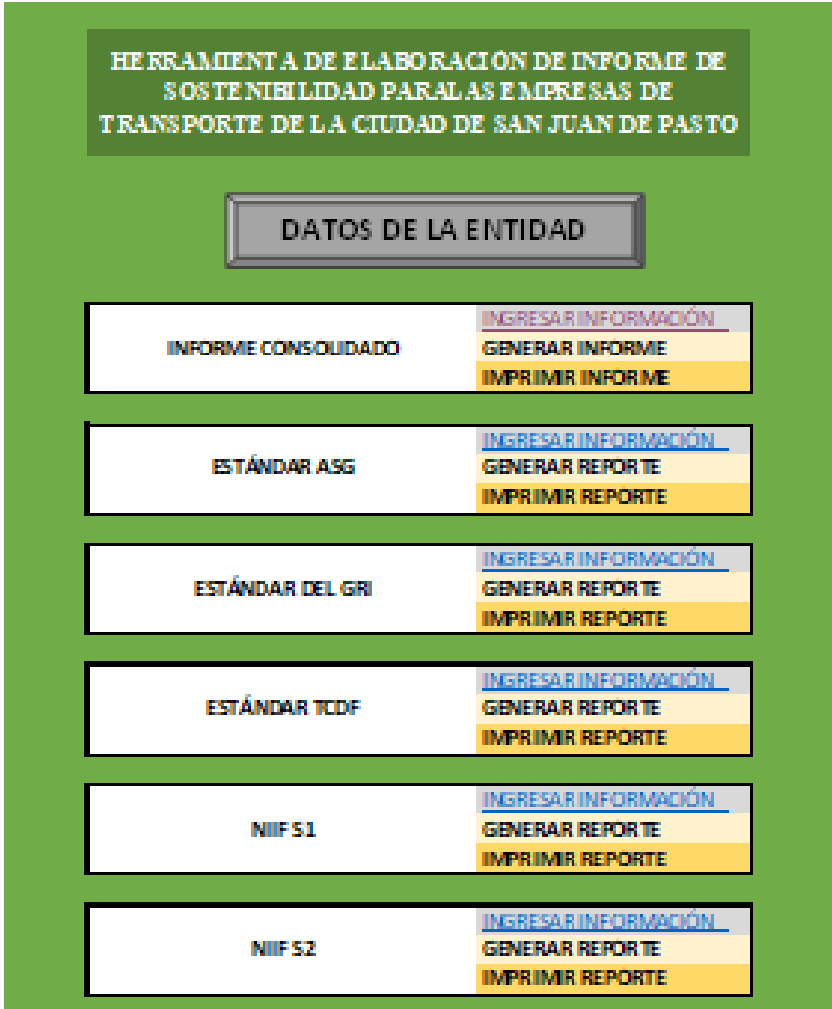 HERRAMIENTA DE ELABORACIÓN DE INFORME DE
SOSTENIBILIDAD PARA LAS EMPRESAS DE
TRANSPORTE DE LA CIUDAD DE SAN JUAN DE PASTO
DATOS DE LA ENTIDAD
INFORME CONSOLIDADO
INGRESAR INFORMACIÓN
GENERAR INFORME
IMPRIMIR INFORME
ESTÁNDAR ASG
INGRESAR INFORMACIÓN
GENERAR REPORTE
IMPRIMIR REPORTE
ESTÁNDAR DEL GRI
INGRESAR INFORMACIÓN
GENERAR REPORTE
IMPRIMIR REPORTE
ESTÁNDAR TCDF
INGRESAR INFORMACIÓN
GENERAR REPORTE
IMPRIMIR REPORTE
NIIF S1
INGRESAR INFORMACIÓN
GENERAR REPORTE
IMPRIMIR REPORTE
NIIF S2
INGRESAR INFORMACIÓN
GENERAR REPORTE
IMPRIMIR REPORTE